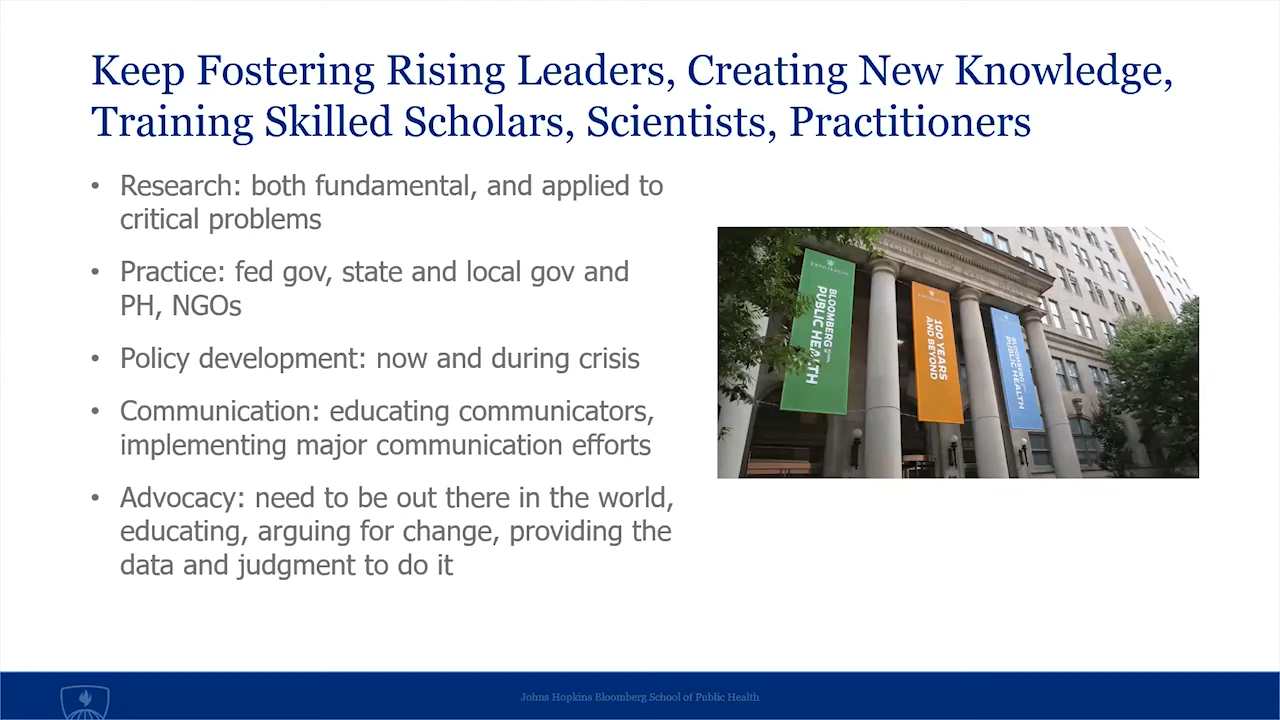 Keep Fostering Rising Leaders, Creating New Knowledge,
Training Skilled Scholars, Scientists, Practitioners
• Research: both fundamental, and applied to
critical problems
• Practice: fed gov, state and local gov and
PH, NGOs
• Policy development: now and during crisis
• Communication: educating communicators,
implementing major communication efforts
• Advocacy: need to be out there in the world,
educating, arguing for change, providing the
data and judgment to do it
BLOOMBERG
PUBLIC HEALTH
100 YEARS
AND BEYOND
BLOOMBERG
PUBLIC HEALTH
Johns Hopkins Bloomberg School of Public Health